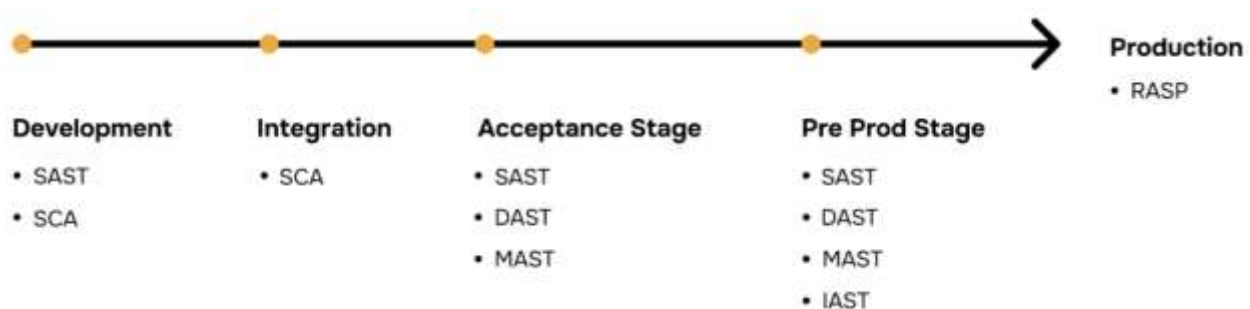 Production
• RASP
Development
• SAST
• SCA
Integration
• SCA
Acceptance Stage
• SAST
• DAST
• MAST
Pre Prod Stage
• SAST
• DAST
• MAST
• IAST